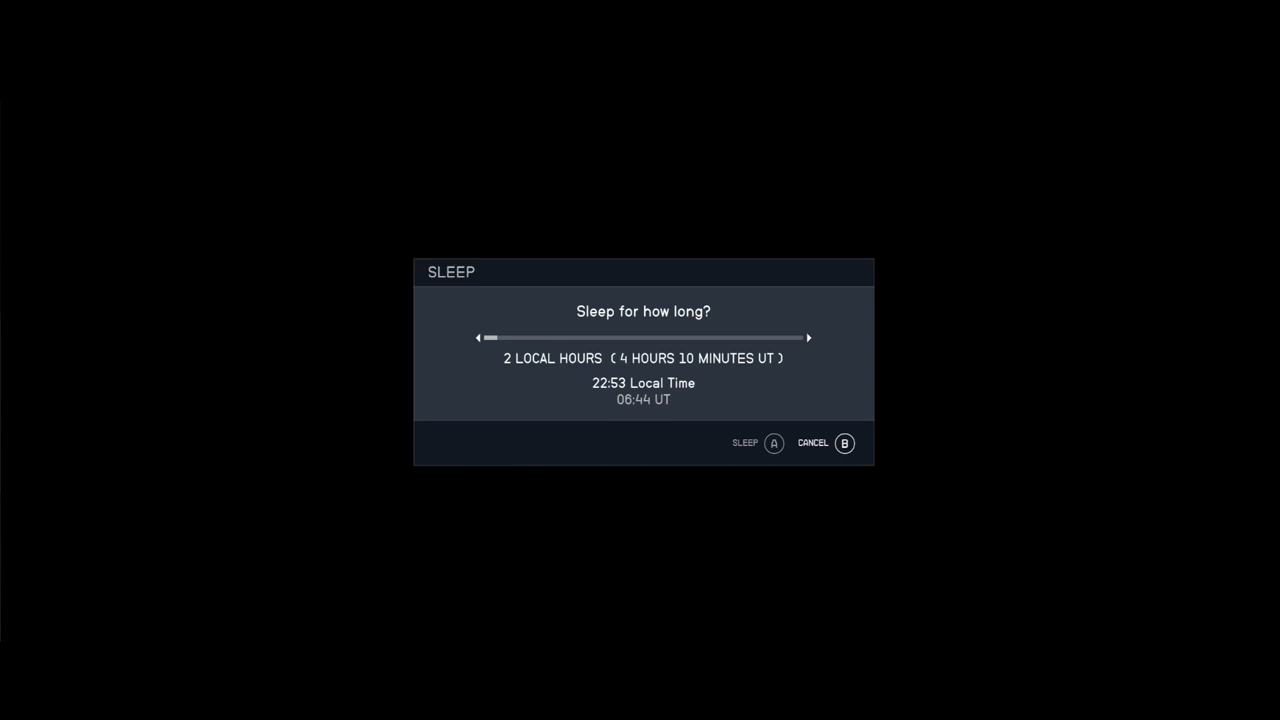 SLEEP
Sleep for how long?
2 LOCAL HOURS ( 4 HOURS 10 MINUTES UT )
22:53 Local Time
06:44 UT
SLEEP A CANCEL B